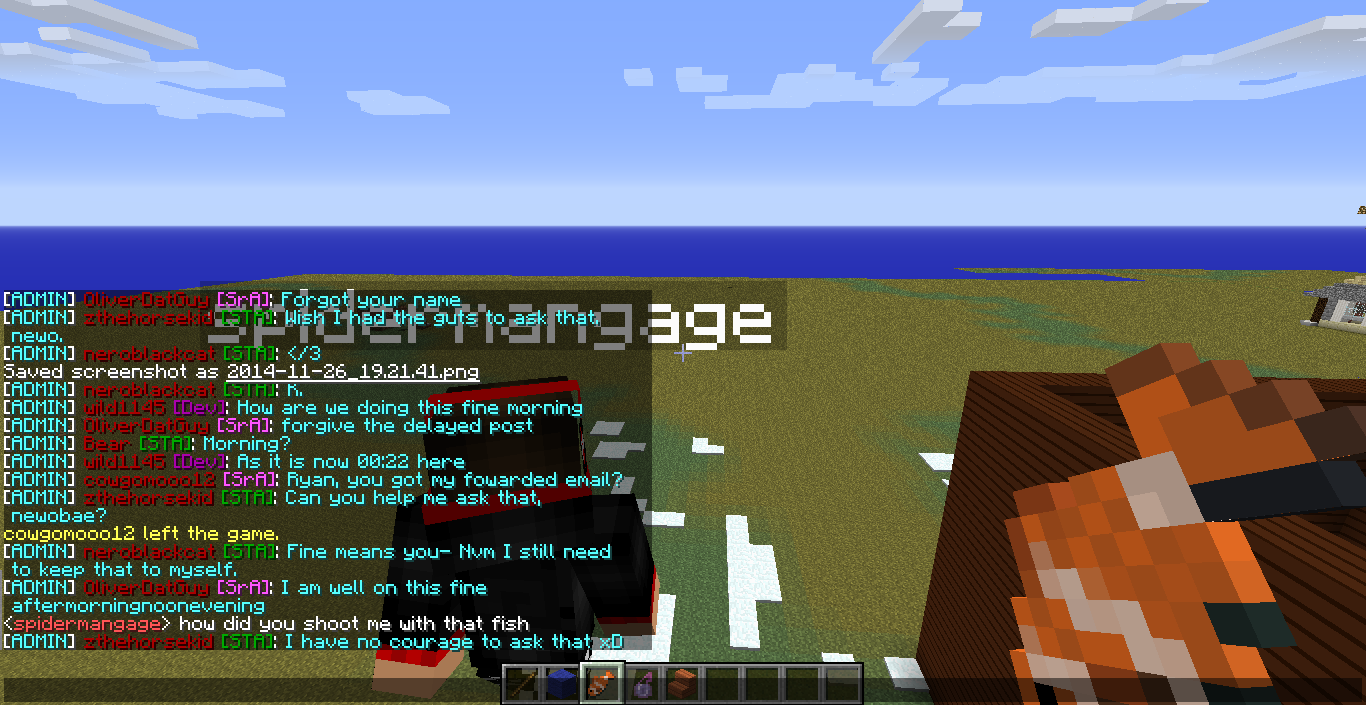 [ADMIN] OliverDatGuy [SrA]: Forgot your name
spidermangage
[ADMIN] zthehorsekid [STA]: Wish I had the guts to ask that,
newo.
[ADMIN] neroblackcat [STA]: </3
Saved screenshot as 2014-11-26_19.21.41.png
[ADMIN] neroblackcat [STA]: K.
[ADMIN] wild1145 [Dev]: How are we doing this fine morning
[ADMIN] OliverDatGuy [SrA]: forgive the delayed post
[ADMIN] Bear [STA]: Morning?
[ADMIN] wild1145 [Dev]: As it is now 00:22 here
[ADMIN] cowgomooo12 [SrA]: Ryan, you got my fowarded email?
[ADMIN] zthehorsekid [STA]: Can you help me ask that,
newobae?
cowgomooo12 left the game.
[ADMIN] neroblackcat [STA]: Fine means you- Nvm I still need
to keep that to myself.
[ADMIN] OliverDatGuy [SrA]: I am well on this fine
aftermorningnoonevening
<spidermangage> how did you shoot me with that fish
[ADMIN] zthehorsekid [STA]: I have no courage to ask that xD